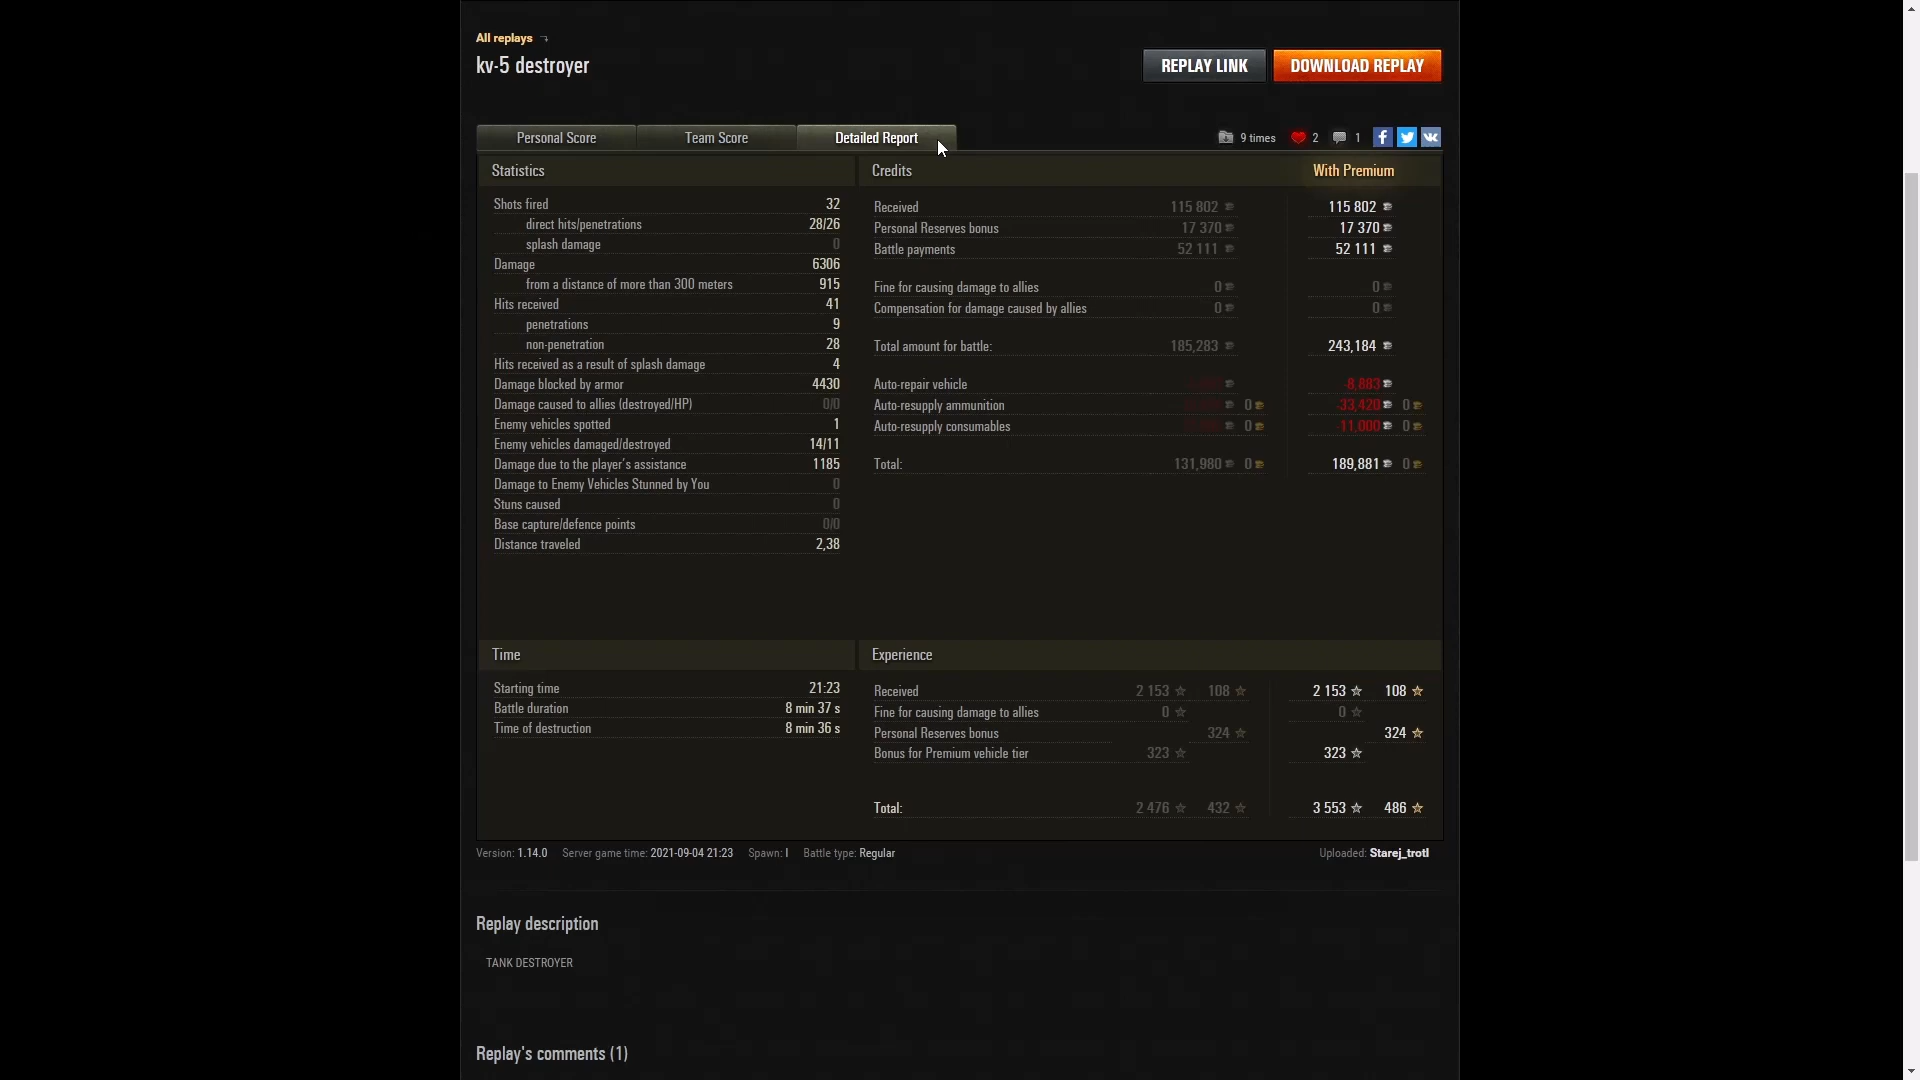 All replays
kv-5 destroyer
REPLAY LINK
DOWNLOAD REPLAY
Personal Score
Team Score
Detailed Report
9 times
2
1
Statistics
Shots fired 32
direct hits/penetrations 28/26
splash damage 0
Damage 6306
from a distance of more than 300 meters 915
Hits received 41
penetrations 9
non-penetration 28
Hits received as a result of splash damage 4
Damage blocked by armor 4430
Damage caused to allies (destroyed/HP) 0/0
Enemy vehicles spotted 1
Enemy vehicles damaged/destroyed 14/11
Damage due to the player's assistance 1185
Damage to Enemy Vehicles Stunned by You 0
Stuns caused 0
Base capture/defence points 0/0
Distance traveled 2,38
Credits With Premium
Received 115 802 115 802
Personal Reserves bonus 17 370 17 370
Battle payments 52 111 52 111
Fine for causing damage to allies 0 0
Compensation for damage caused by allies 0 0
Total amount for battle: 185,283 243,184
Auto-repair vehicle -8,883
Auto-resupply ammunition 0 -33,420 0
Auto-resupply consumables 0 -11,000 0
Total: 131,980 0 189,881 0
Time
Starting time 21:23
Battle duration 8 min 37 s
Time of destruction 8 min 36 s
Experience
Received 2 153 108 2 153 108
Fine for causing damage to allies 0 0
Personal Reserves bonus 324 324
Bonus for Premium vehicle tier 323 323
Total: 2 476 432 3 553 486
Version: 1.14.0 Server game time: 2021-09-04 21:23 Spawn: I Battle type: Regular
Uploaded: Starej_trotl
Replay description
TANK DESTROYER
Replay's comments (1)